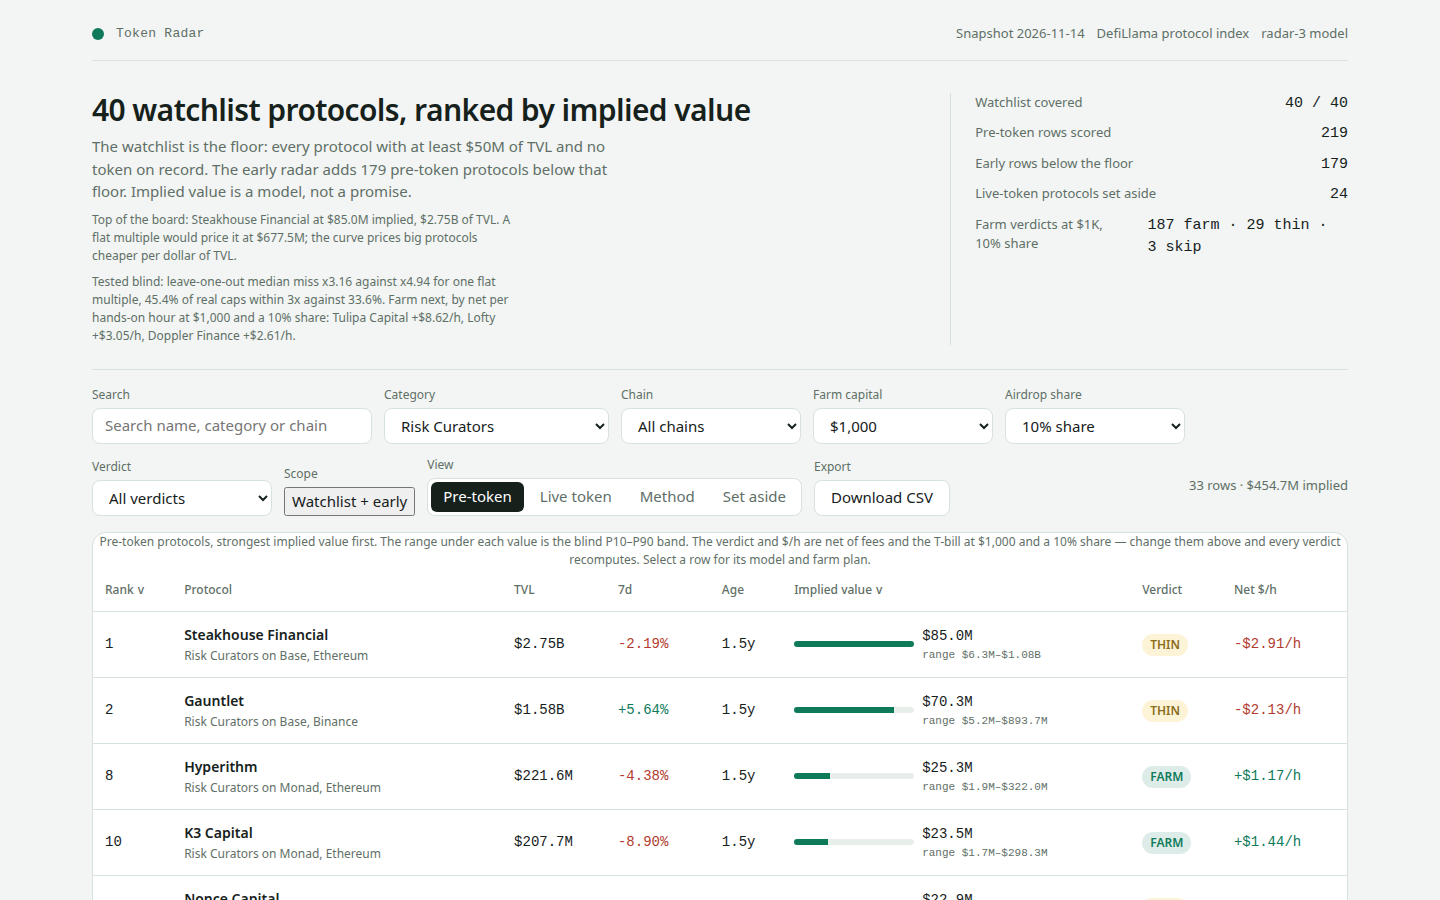 Token Radar
Snapshot 2026-11-14 DefiLlama protocol index radar-3 model
40 watchlist protocols, ranked by implied value
The watchlist is the floor: every protocol with at least $50M of TVL and no
token on record. The early radar adds 179 pre-token protocols below that
floor. Implied value is a model, not a promise.
Top of the board: Steakhouse Financial at $85.0M implied, $2.75B of TVL. A
flat multiple would price it at $677.5M; the curve prices big protocols
cheaper per dollar of TVL.
Tested blind: leave-one-out median miss x3.16 against x4.94 for one flat
multiple, 45.4% of real caps within 3x against 33.6%. Farm next, by net per
hands-on hour at $1,000 and a 10% share: Tulipa Capital +$8.62/h, Lofty
+$3.05/h, Doppler Finance +$2.61/h.
Watchlist covered 40 / 40
Pre-token rows scored 219
Early rows below the floor 179
Live-token protocols set aside 24
Farm verdicts at $1K, 187 farm · 29 thin ·
10% share 3 skip
Search Category Chain Farm capital Airdrop share
Search name, category or chain Risk Curators All chains $1,000 10% share
Verdict Scope View Export
All verdicts Watchlist + early Pre-token Live token Method Set aside Download CSV 33 rows · $454.7M implied
Pre-token protocols, strongest implied value first. The range under each value is the blind P10–P90 band. The verdict and $/h are net of fees and the T-bill at $1,000 and a 10% share — change them above and every verdict
recomputes. Select a row for its model and farm plan.
Rank v Protocol TVL 7d Age Implied value v Verdict Net $/h
1 Steakhouse Financial $2.75B -2.19% 1.5y $85.0M THIN -$2.91/h
Risk Curators on Base, Ethereum range $6.3M–$1.08B
2 Gauntlet $1.58B +5.64% 1.5y $70.3M THIN -$2.13/h
Risk Curators on Base, Binance range $5.2M–$893.7M
8 Hyperithm $221.6M -4.38% 1.5y $25.3M FARM +$1.17/h
Risk Curators on Monad, Ethereum range $1.9M–$322.0M
10 K3 Capital $207.7M -8.90% 1.5y $23.5M FARM +$1.44/h
Risk Curators on Monad, Ethereum range $1.7M–$298.3M
Nonce Capital $22.9M